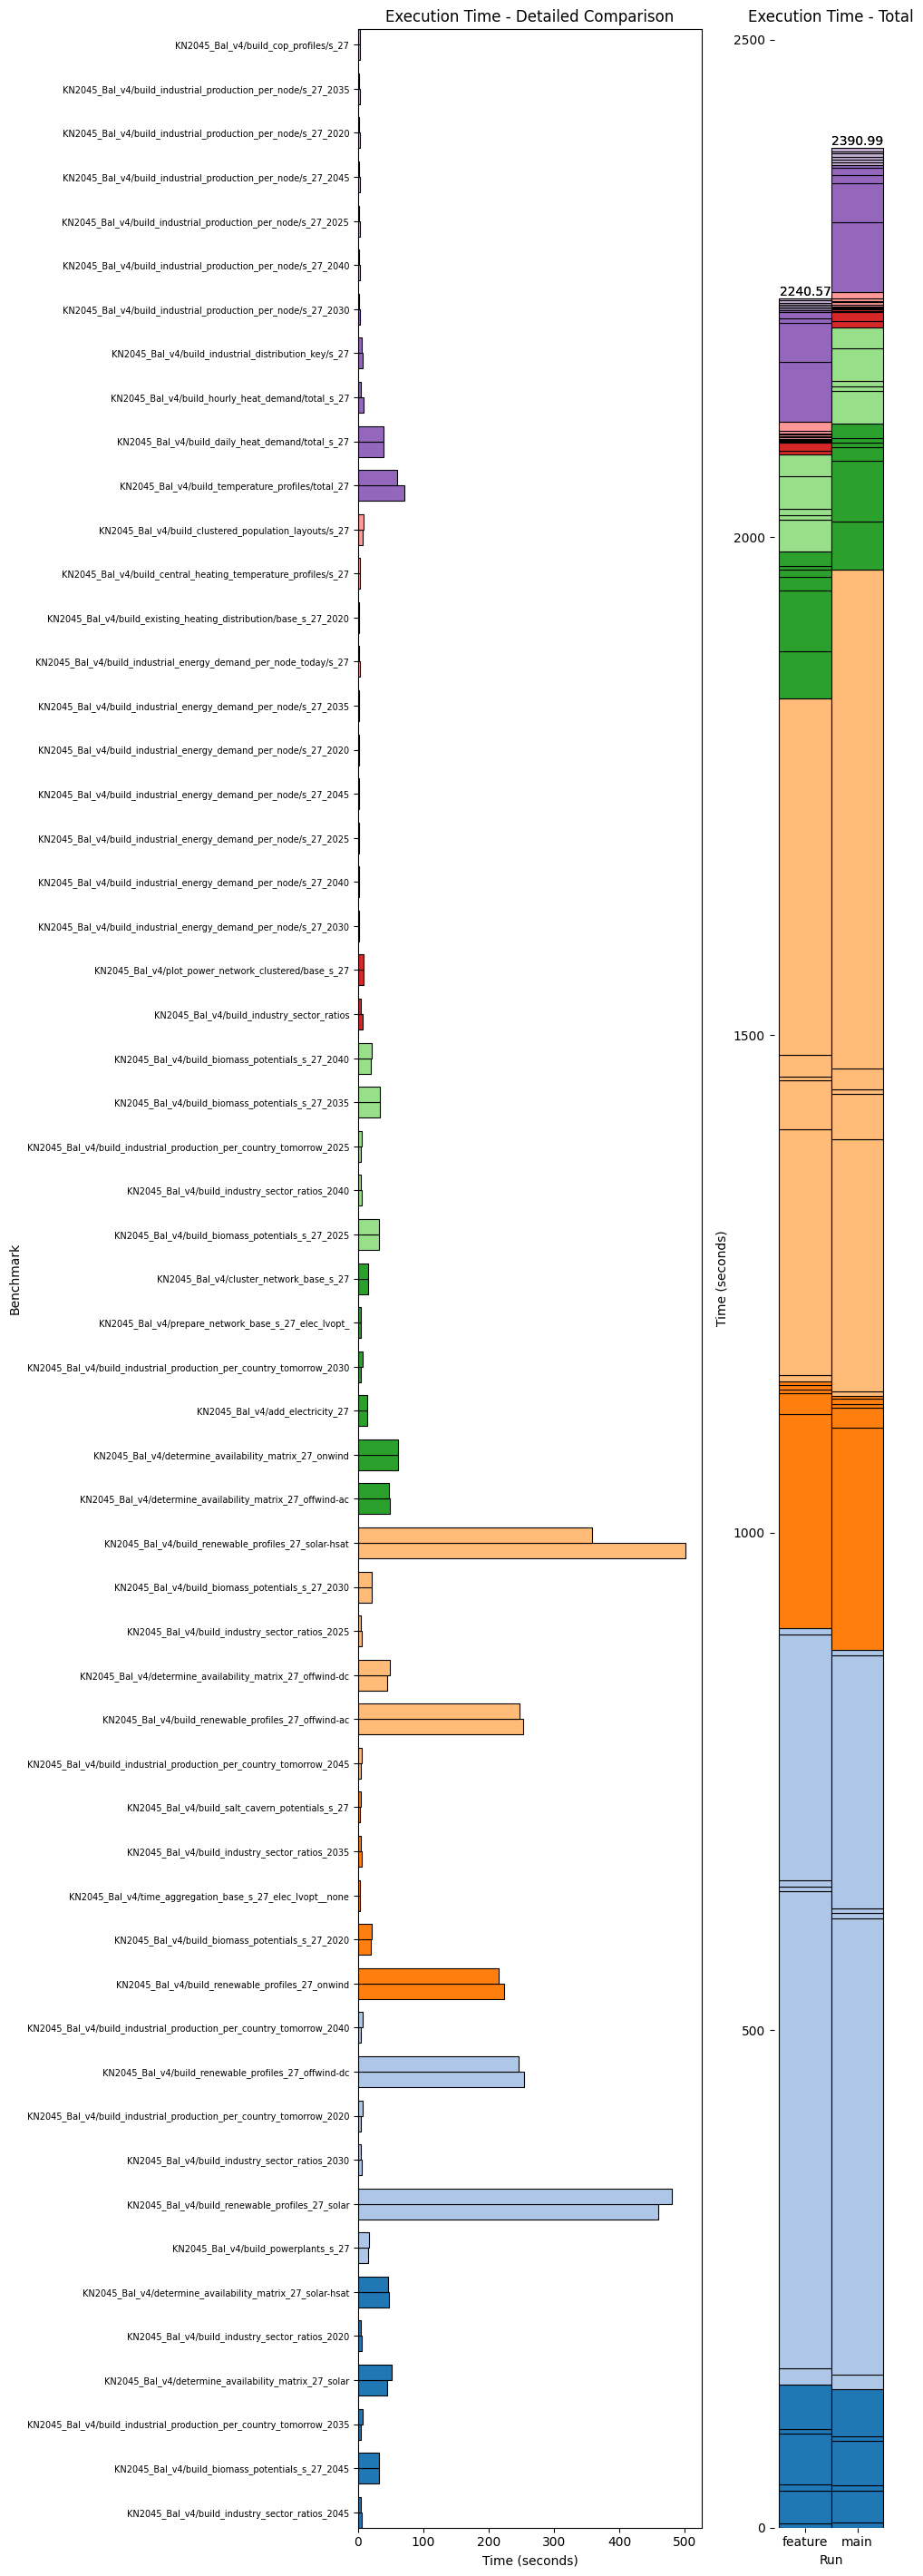 Execution Time - Detailed Comparison
Execution Time - Total
KN2045_Bal_v4/build_cop_profiles/s_27
KN2045_Bal_v4/build_industrial_production_per_node/s_27_2035
KN2045_Bal_v4/build_industrial_production_per_node/s_27_2020
KN2045_Bal_v4/build_industrial_production_per_node/s_27_2045
KN2045_Bal_v4/build_industrial_production_per_node/s_27_2025
KN2045_Bal_v4/build_industrial_production_per_node/s_27_2040
KN2045_Bal_v4/build_industrial_production_per_node/s_27_2030
KN2045_Bal_v4/build_industrial_distribution_key/s_27
KN2045_Bal_v4/build_hourly_heat_demand/total_s_27
KN2045_Bal_v4/build_daily_heat_demand/total_s_27
KN2045_Bal_v4/build_temperature_profiles/total_27
KN2045_Bal_v4/build_clustered_population_layouts/s_27
KN2045_Bal_v4/build_central_heating_temperature_profiles/s_27
KN2045_Bal_v4/build_existing_heating_distribution/base_s_27_2020
KN2045_Bal_v4/build_industrial_energy_demand_per_node_today/s_27
KN2045_Bal_v4/build_industrial_energy_demand_per_node/s_27_2035
KN2045_Bal_v4/build_industrial_energy_demand_per_node/s_27_2020
KN2045_Bal_v4/build_industrial_energy_demand_per_node/s_27_2045
KN2045_Bal_v4/build_industrial_energy_demand_per_node/s_27_2025
KN2045_Bal_v4/build_industrial_energy_demand_per_node/s_27_2040
KN2045_Bal_v4/build_industrial_energy_demand_per_node/s_27_2030
KN2045_Bal_v4/plot_power_network_clustered/base_s_27
KN2045_Bal_v4/build_industry_sector_ratios
KN2045_Bal_v4/build_biomass_potentials_s_27_2040
KN2045_Bal_v4/build_biomass_potentials_s_27_2035
KN2045_Bal_v4/build_industrial_production_per_country_tomorrow_2025
KN2045_Bal_v4/build_industry_sector_ratios_2040
KN2045_Bal_v4/build_biomass_potentials_s_27_2025
KN2045_Bal_v4/cluster_network_base_s_27
KN2045_Bal_v4/prepare_network_base_s_27_elec_lvopt_
KN2045_Bal_v4/build_industrial_production_per_country_tomorrow_2030
KN2045_Bal_v4/add_electricity_27
KN2045_Bal_v4/determine_availability_matrix_27_onwind
KN2045_Bal_v4/determine_availability_matrix_27_offwind-ac
KN2045_Bal_v4/build_renewable_profiles_27_solar-hsat
KN2045_Bal_v4/build_biomass_potentials_s_27_2030
KN2045_Bal_v4/build_industry_sector_ratios_2025
KN2045_Bal_v4/determine_availability_matrix_27_offwind-dc
KN2045_Bal_v4/build_renewable_profiles_27_offwind-ac
KN2045_Bal_v4/build_industrial_production_per_country_tomorrow_2045
KN2045_Bal_v4/build_salt_cavern_potentials_s_27
KN2045_Bal_v4/build_industry_sector_ratios_2035
KN2045_Bal_v4/time_aggregation_base_s_27_elec_lvopt__none
KN2045_Bal_v4/build_biomass_potentials_s_27_2020
KN2045_Bal_v4/build_renewable_profiles_27_onwind
KN2045_Bal_v4/build_industrial_production_per_country_tomorrow_2040
KN2045_Bal_v4/build_renewable_profiles_27_offwind-dc
KN2045_Bal_v4/build_industrial_production_per_country_tomorrow_2020
KN2045_Bal_v4/build_industry_sector_ratios_2030
KN2045_Bal_v4/build_renewable_profiles_27_solar
KN2045_Bal_v4/build_powerplants_s_27
KN2045_Bal_v4/determine_availability_matrix_27_solar-hsat
KN2045_Bal_v4/build_industry_sector_ratios_2020
KN2045_Bal_v4/determine_availability_matrix_27_solar
KN2045_Bal_v4/build_industrial_production_per_country_tomorrow_2035
KN2045_Bal_v4/build_biomass_potentials_s_27_2045
KN2045_Bal_v4/build_industry_sector_ratios_2045
Benchmark
0 100 200 300 400 500
Time (seconds)
Time (seconds)
2500
2000
1500
1000
500
0
2390.99
2240.57
feature main
Run